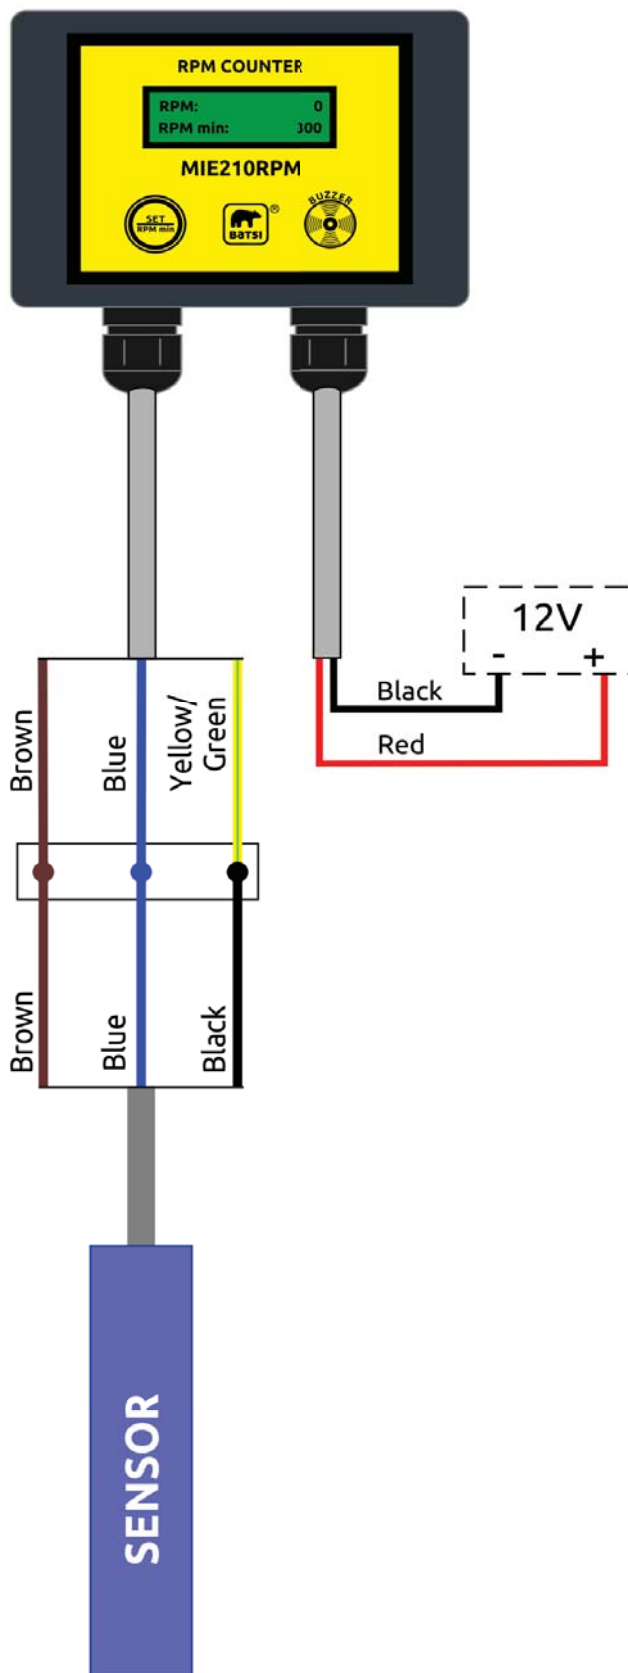 RPM COUNTER
RPM: 0
RPM min: 300
MIE210RPM
SET
RPM min
BaTSI
®
BUZZER
12V
- +
Black
Red
Brown
Blue
Yellow/
Green
Brown
Blue
Black
SENSOR